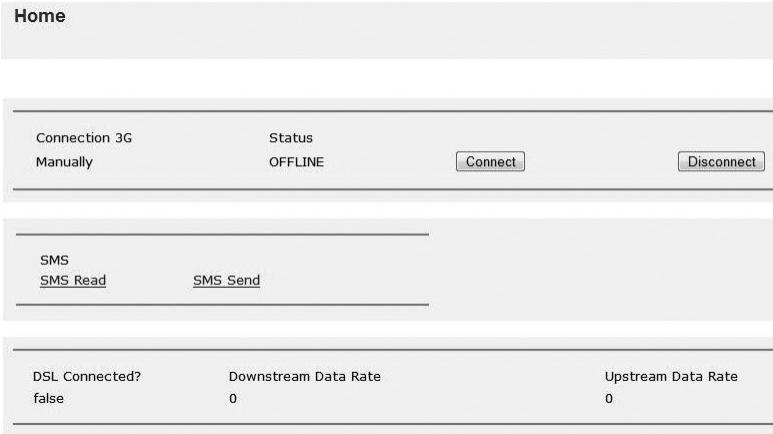 Home
Connection 3G Status
Manually OFFLINE Connect Disconnect
SMS
SMS Read SMS Send
DSL Connected? Downstream Data Rate Upstream Data Rate
false 0 0